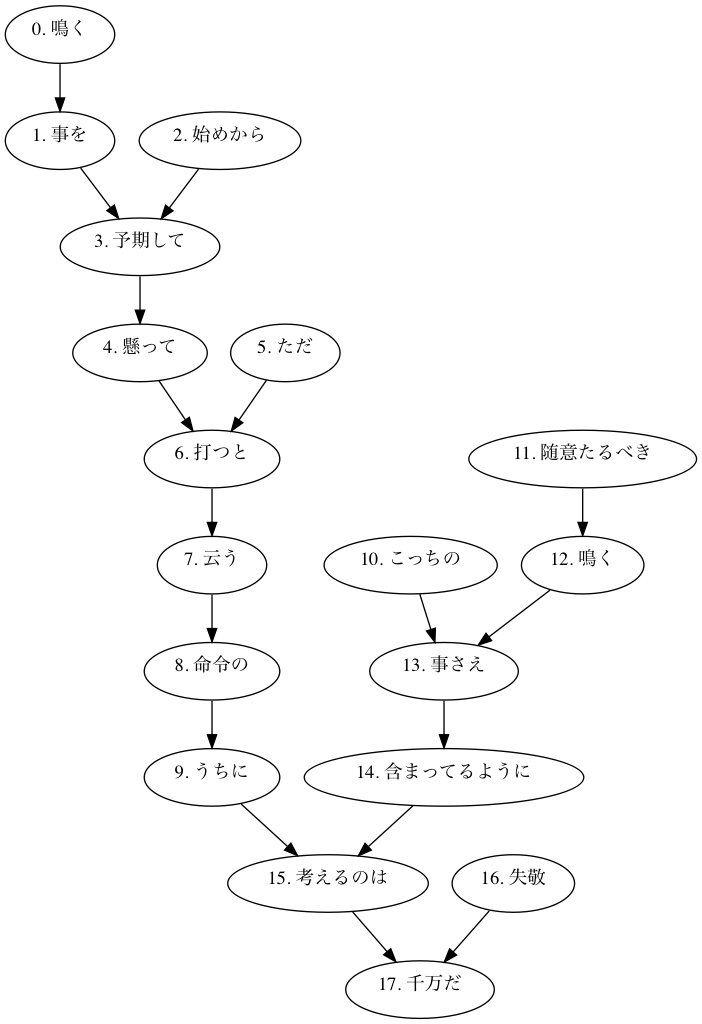 0. 鳴く
1. 事を
2. 始めから
3. 予期して
4. 懸って
5. ただ
6. 打つと
11. 随意たるべき
7. 云う
10. こっちの
12. 鳴く
8. 命令の
13. 事さえ
9. うちに
14. 含まってるように
15. 考えるのは
16. 失敬
17. 千万だ